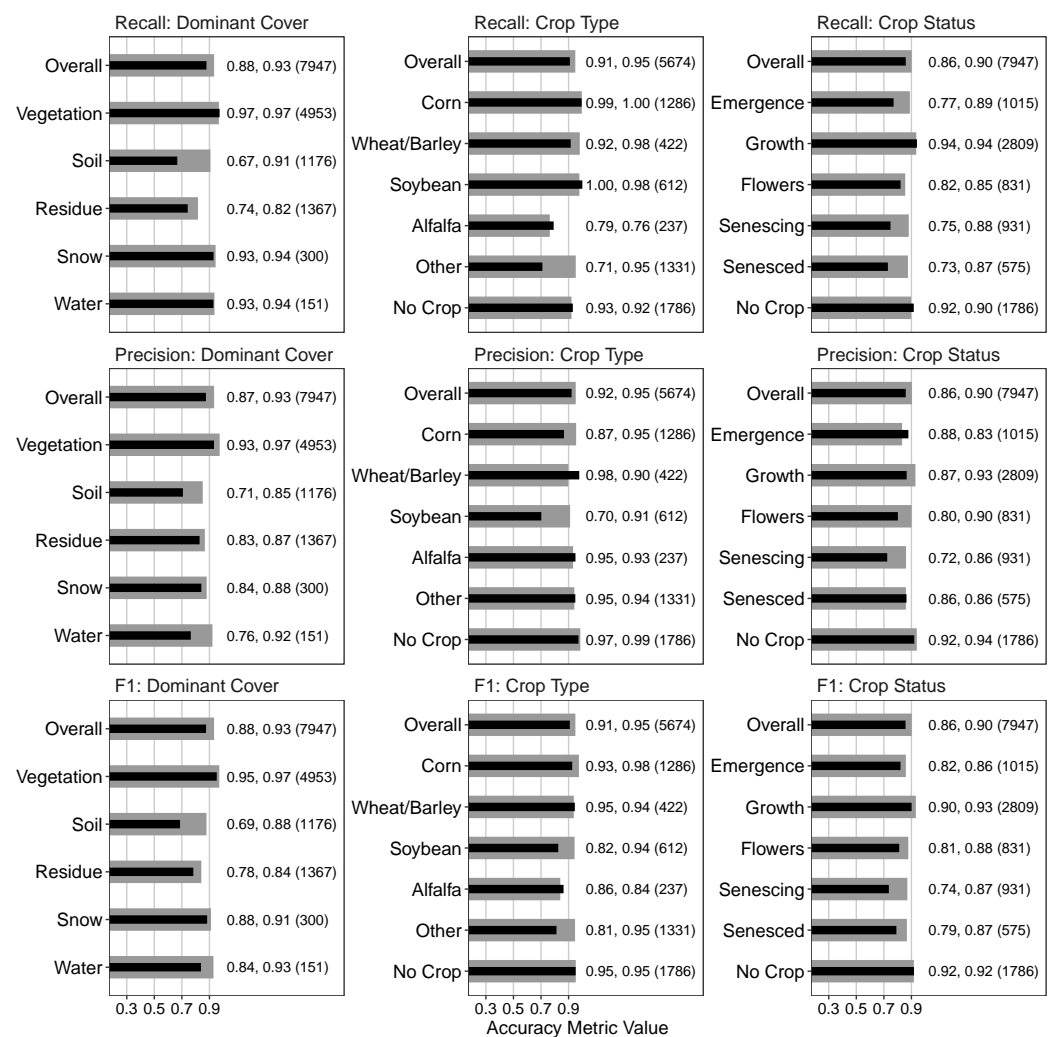 Recall: Dominant Cover
Overall 0.88, 0.93 (7947)
Vegetation 0.97, 0.97 (4953)
Soil 0.67, 0.91 (1176)
Residue 0.74, 0.82 (1367)
Snow 0.93, 0.94 (300)
Water 0.93, 0.94 (151)
Recall: Crop Type
Overall 0.91, 0.95 (5674)
Corn 0.99, 1.00 (1286)
Wheat/Barley 0.92, 0.98 (422)
Soybean 1.00, 0.98 (612)
Alfalfa 0.79, 0.76 (237)
Other 0.71, 0.95 (1331)
No Crop 0.93, 0.92 (1786)
Recall: Crop Status
Overall 0.86, 0.90 (7947)
Emergence 0.77, 0.89 (1015)
Growth 0.94, 0.94 (2809)
Flowers 0.82, 0.85 (831)
Senescing 0.75, 0.88 (931)
Senesced 0.73, 0.87 (575)
No Crop 0.92, 0.90 (1786)
Precision: Dominant Cover
Overall 0.87, 0.93 (7947)
Vegetation 0.93, 0.97 (4953)
Soil 0.71, 0.85 (1176)
Residue 0.83, 0.87 (1367)
Snow 0.84, 0.88 (300)
Water 0.76, 0.92 (151)
Precision: Crop Type
Overall 0.92, 0.95 (5674)
Corn 0.87, 0.95 (1286)
Wheat/Barley 0.98, 0.90 (422)
Soybean 0.70, 0.91 (612)
Alfalfa 0.95, 0.93 (237)
Other 0.95, 0.94 (1331)
No Crop 0.97, 0.99 (1786)
Precision: Crop Status
Overall 0.86, 0.90 (7947)
Emergence 0.88, 0.83 (1015)
Growth 0.87, 0.93 (2809)
Flowers 0.80, 0.90 (831)
Senescing 0.72, 0.86 (931)
Senesced 0.86, 0.86 (575)
No Crop 0.92, 0.94 (1786)
F1: Dominant Cover
Overall 0.88, 0.93 (7947)
Vegetation 0.95, 0.97 (4953)
Soil 0.69, 0.88 (1176)
Residue 0.78, 0.84 (1367)
Snow 0.88, 0.91 (300)
Water 0.84, 0.93 (151)
0.3 0.5 0.7 0.9
F1: Crop Type
Overall 0.91, 0.95 (5674)
Corn 0.93, 0.98 (1286)
Wheat/Barley 0.95, 0.94 (422)
Soybean 0.82, 0.94 (612)
Alfalfa 0.86, 0.84 (237)
Other 0.81, 0.95 (1331)
No Crop 0.95, 0.95 (1786)
0.3 0.5 0.7 0.9
F1: Crop Status
Overall 0.86, 0.90 (7947)
Emergence 0.82, 0.86 (1015)
Growth 0.90, 0.93 (2809)
Flowers 0.81, 0.88 (831)
Senescing 0.74, 0.87 (931)
Senesced 0.79, 0.87 (575)
No Crop 0.92, 0.92 (1786)
0.3 0.5 0.7 0.9
Accuracy Metric Value